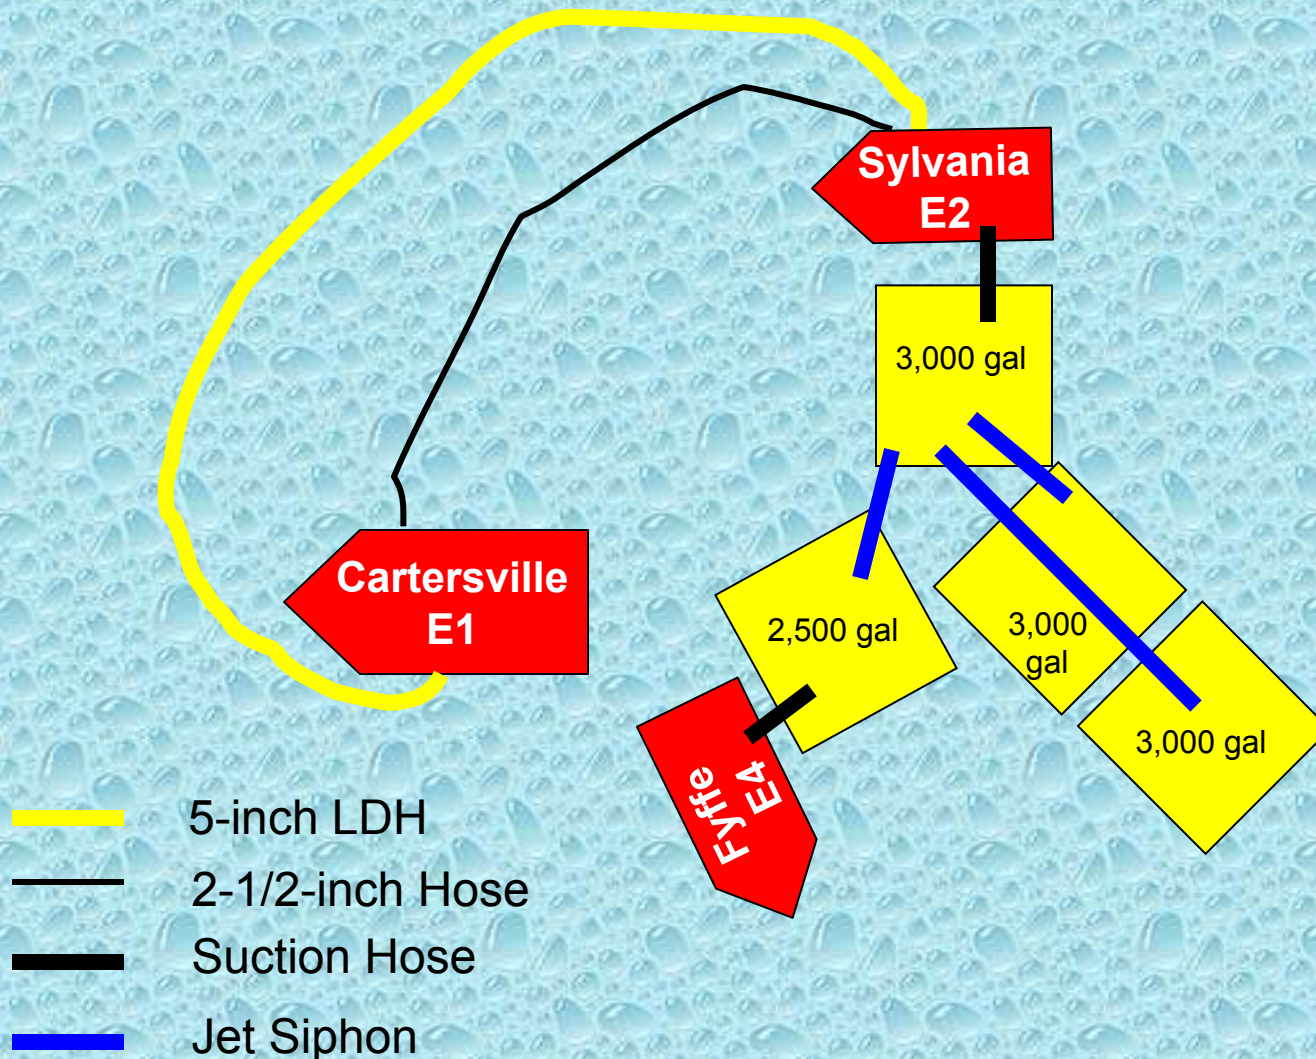 Sylvania
E2
3,000 gal
Cartersville
E1
2,500 gal
3,000
gal
3,000 gal
Fyffe
E4
5-inch LDH
2-1/2-inch Hose
Suction Hose
Jet Siphon